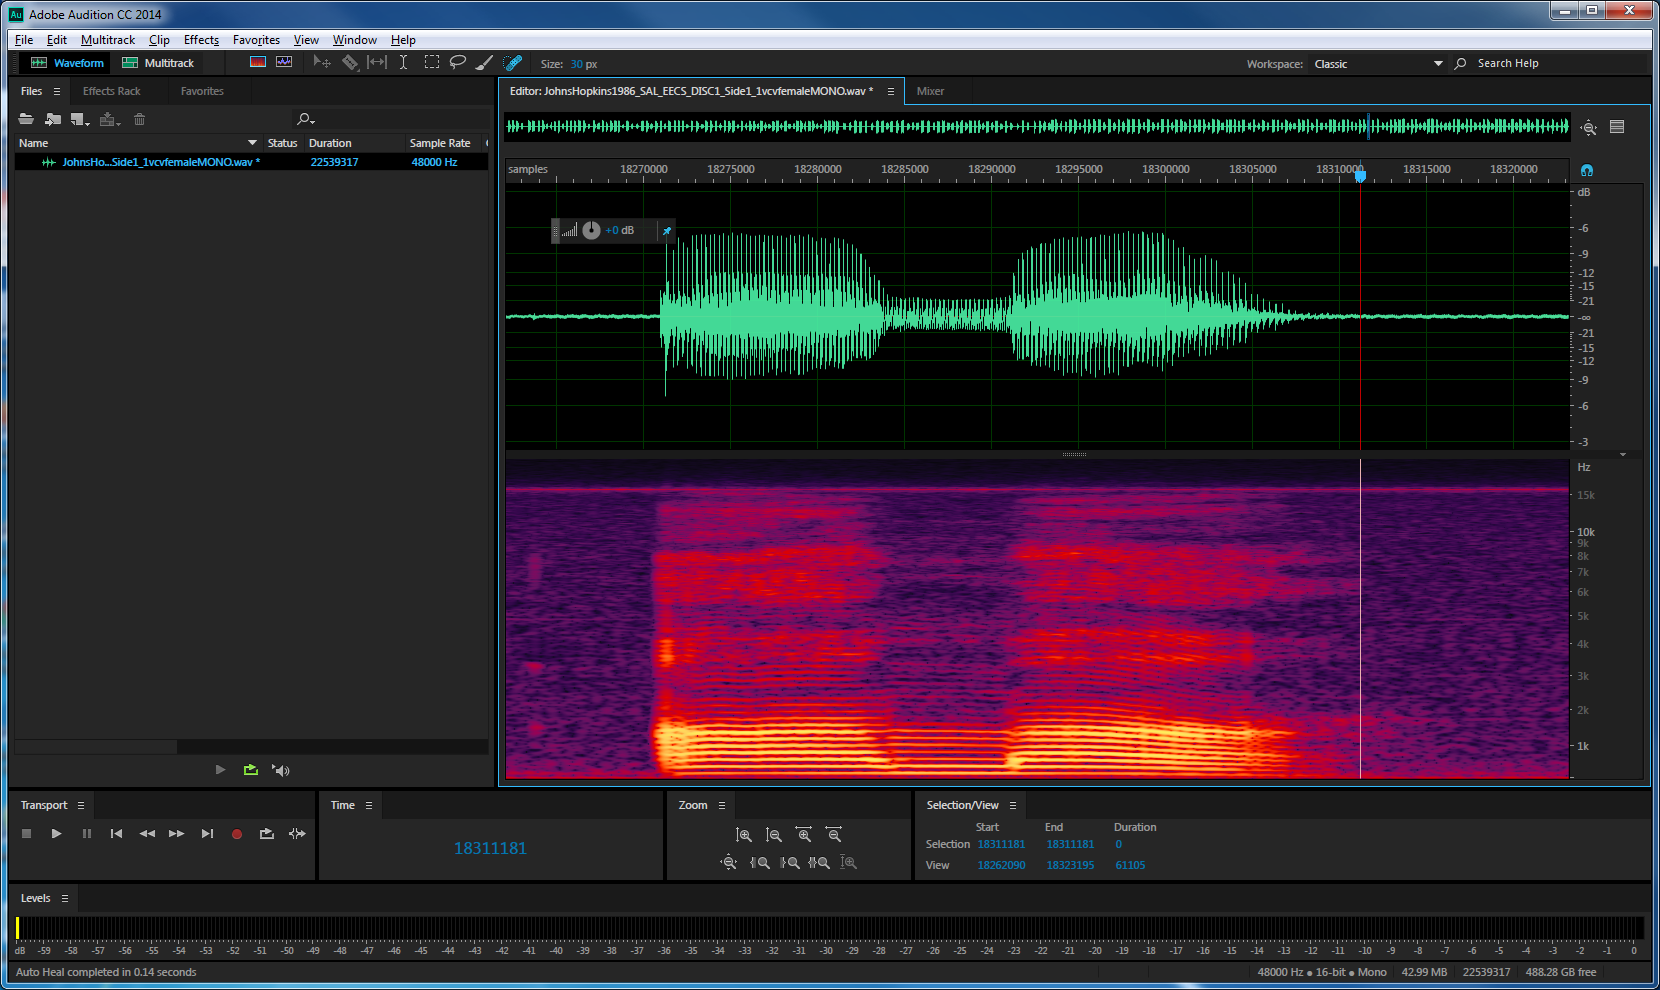 Au Adobe Audition CC 2014
File Edit Multitrack Clip Effects Favorites View Window Help
Waveform Multitrack Size: 30 px Workspace: Classic Search Help
Files Effects Rack Favorites
Editor: JohnsHopkins1986_SAL_EECS_DISC1_Side1_1vcvfemaleMONO.wav * Mixer
Name Status Duration Sample Rate
JohnsHo...Side1_1vcvfemaleMONO.wav * 22539317 48000 Hz
samples 18270000 18275000 18280000 18285000 18290000 18295000 18300000 18305000 18310000 18315000 18320000
dB
-6
-9
-12
-15
-21
-∞
-21
-15
-12
-9
-6
-3
+0 dB
Hz
15k
10k
9k
8k
7k
6k
5k
4k
3k
2k
1k
Transport
Time
18311181
Zoom
Selection/View
Start End Duration
Selection 18311181 18311181 0
View 18262090 18323195 61105
Levels
dB -59 -58 -57 -56 -55 -54 -53 -52 -51 -50 -49 -48 -47 -46 -45 -44 -43 -42 -41 -40 -39 -38 -37 -36 -35 -34 -33 -32 -31 -30 -29 -28 -27 -26 -25 -24 -23 -22 -21 -20 -19 -18 -17 -16 -15 -14 -13 -12 -11 -10 -9 -8 -7 -6 -5 -4 -3 -2 -1 0
Auto Heal completed in 0.14 seconds
48000 Hz ● 16-bit ● Mono 42.99 MB 22539317 488.28 GB free